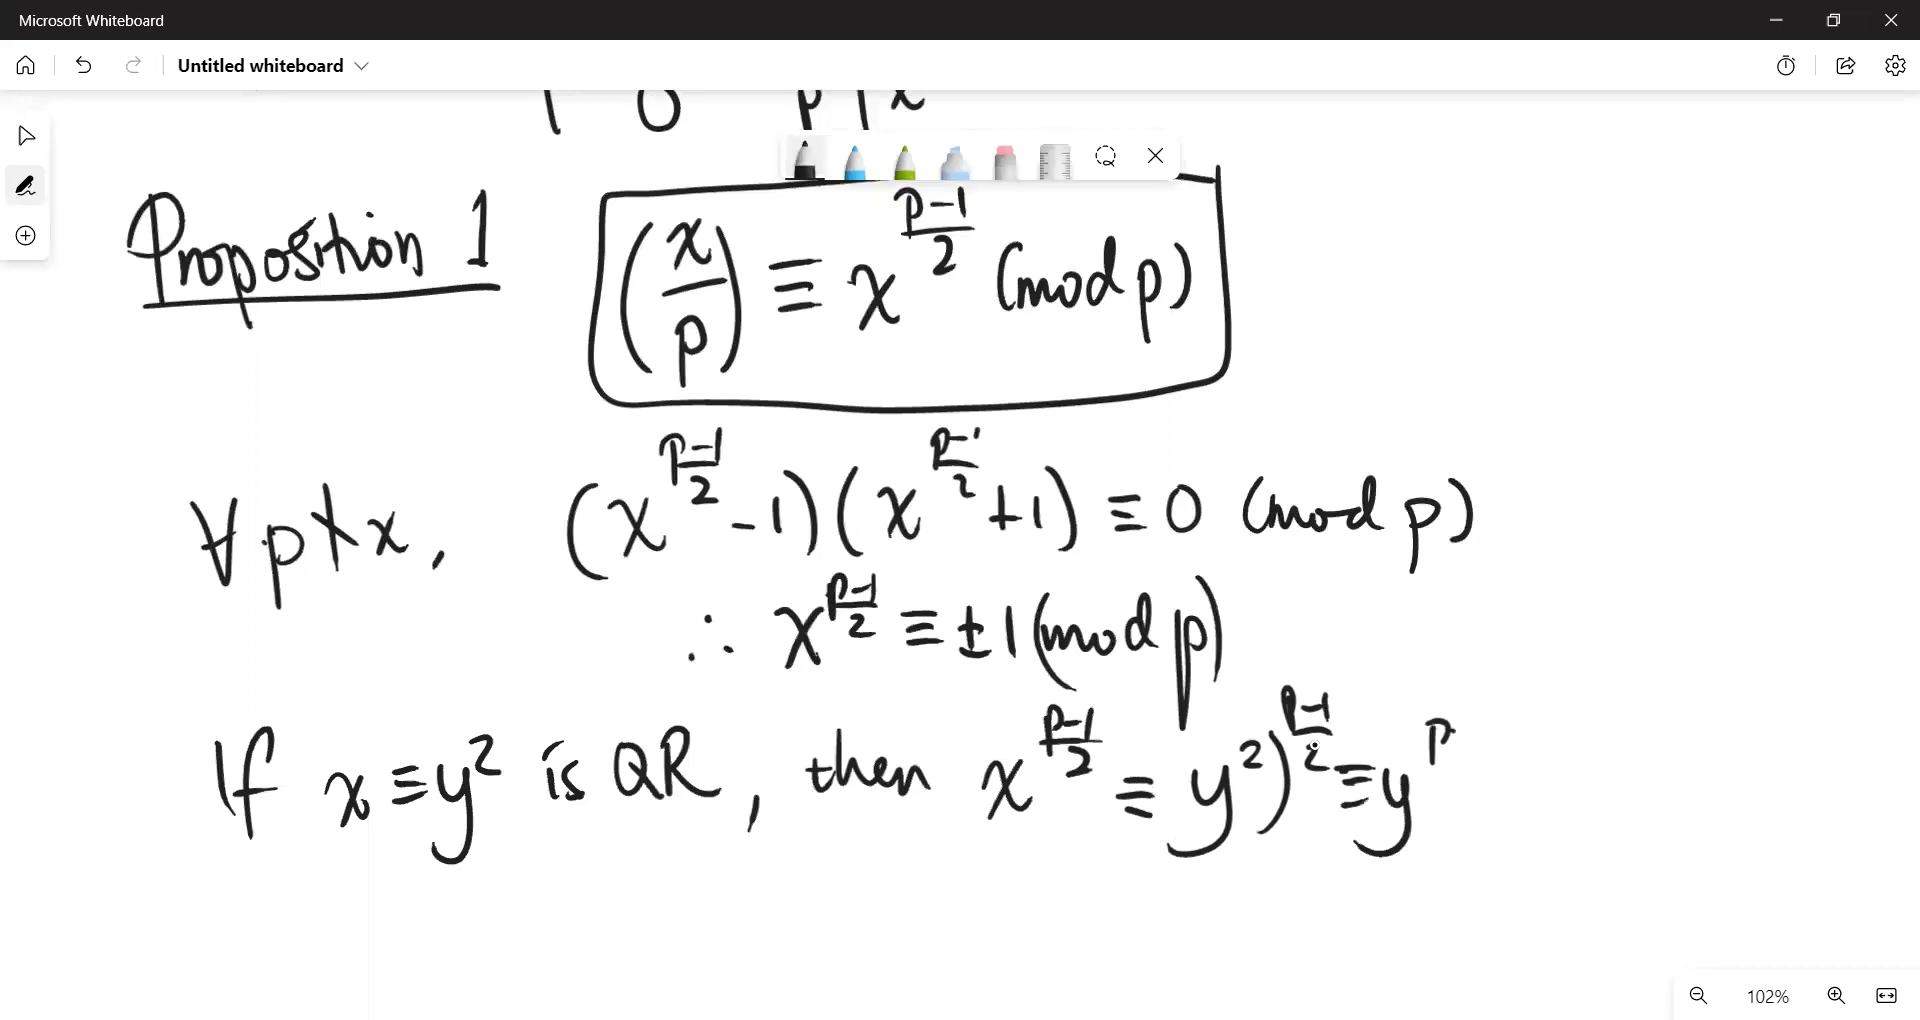 Microsoft Whiteboard
Untitled whiteboard
0 p|x
Proposition 1 (x/p) ≡ x^((p-1)/2) (mod p)
∀ p∤x, (x^((p-1)/2) -1)(x^((p-1)/2) +1) ≡ 0 (mod p)
∴ x^((p-1)/2) ≡ ±1 (mod p)
If x ≡ y² is QR, then x^((p-1)/2) ≡ y²)^((p-1)/2) ≡ y^p
102%